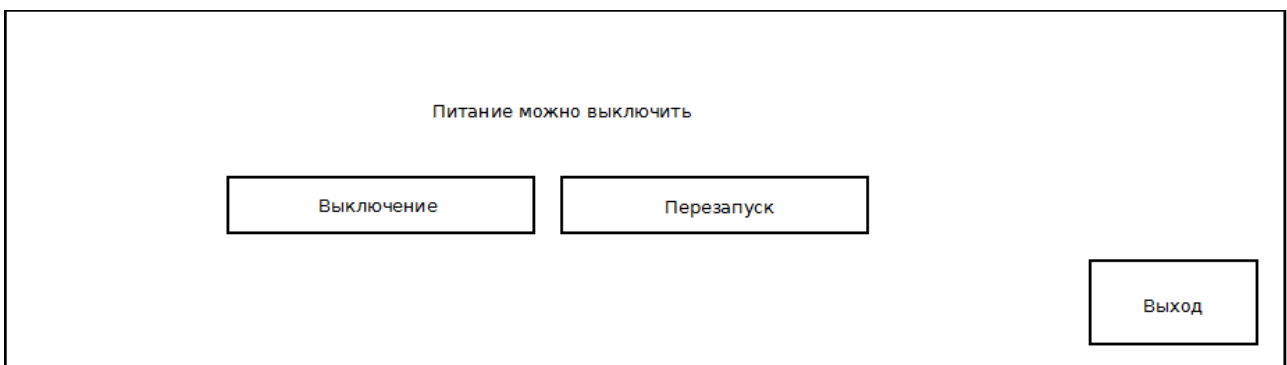 Питание можно выключить
Выключение
Перезапуск
Выход